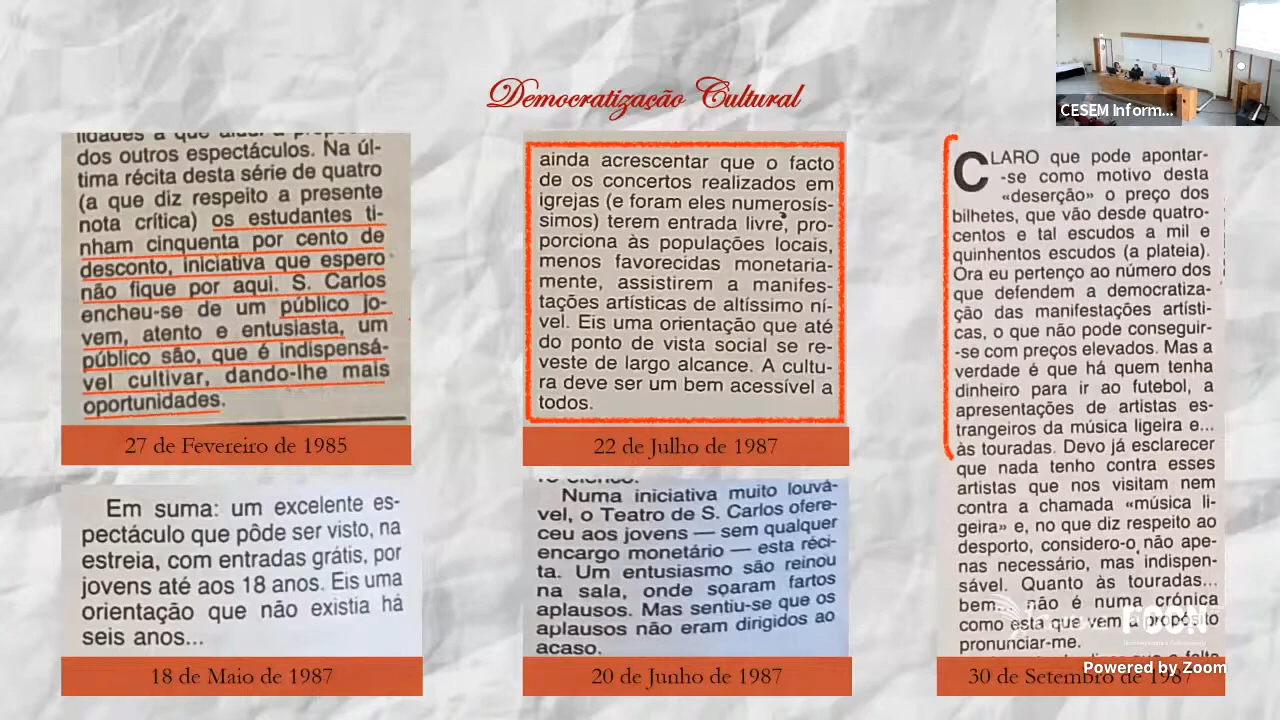 Democratização Cultural
CESEM Inform...
dos outros espectáculos. Na úl-
tima récita desta série de quatro
(a que diz respeito a presente
nota crítica) os estudantes ti-
nham cinquenta por cento de
desconto, iniciativa que espero
não fique por aqui. S. Carlos
encheu-se de um público jo-
vem, atento e entusiasta, um
público são, que é indispensá-
vel cultivar, dando-lhe mais
oportunidades.
27 de Fevereiro de 1985
ainda acrescentar que o facto
de os concertos realizados em
igrejas (e foram eles numerosís-
simos) terem entrada livre, pro-
porciona às populações locais,
menos favorecidas monetaria-
mente, assistirem a manifes-
tações artísticas de altíssimo ní-
vel. Eis uma orientação que até
do ponto de vista social se re-
veste de largo alcance. A cultu-
ra deve ser um bem acessível a
todos.
22 de Julho de 1987
CLARO que pode apontar-
-se como motivo desta
«deserção» o preço dos
bilhetes, que vão desde quatro-
centos e tal escudos a mil e
quinhentos escudos (a plateia).
Ora eu pertenço ao número dos
que defendem a democratiza-
ção das manifestações artísti-
cas, o que não pode conseguir-
-se com preços elevados. Mas a
verdade é que há quem tenha
dinheiro para ir ao futebol, a
apresentações de artistas es-
trangeiros da música ligeira e...
às touradas. Devo já esclarecer
que nada tenho contra esses
artistas que nos visitam nem
contra a chamada «música li-
geira» e, no que diz respeito ao
desporto, considero-o não ape-
nas necessário, mas indispen-
sável. Quanto às touradas...
bem... não é numa crónica
como esta que vem a propósito
pronunciar-me.
30 de Setembro de 1987
Em suma: um excelente es-
pectáculo que pôde ser visto, na
estreia, com entradas grátis, por
jovens até aos 18 anos. Eis uma
orientação que não existia há
seis anos...
18 de Maio de 1987
Numa iniciativa muito louvá-
vel, o Teatro de S. Carlos ofere-
ceu aos jovens — sem qualquer
encargo monetário — esta réci-
ta. Um entusiasmo são reinou
na sala, onde soaram fartos
aplausos. Mas sentiu-se que os
aplausos não eram dirigidos ao
acaso.
20 de Junho de 1987
FCCN
Powered by Zoom